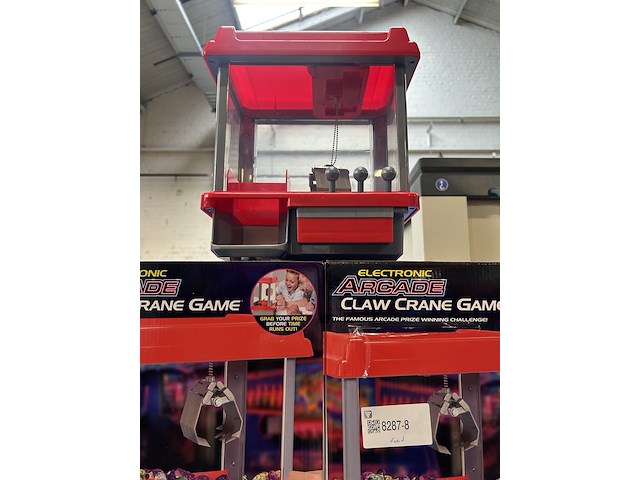 ONIC
ADE
RANE GAME
GRAB YOUR PRIZE
BEFORE TIME
RUNS OUT!
ELECTRONIC
ARCADE
CLAW CRANE GAME
THE FAMOUS ARCADE PRIZE WINNING CHALLENGE!
8287-8